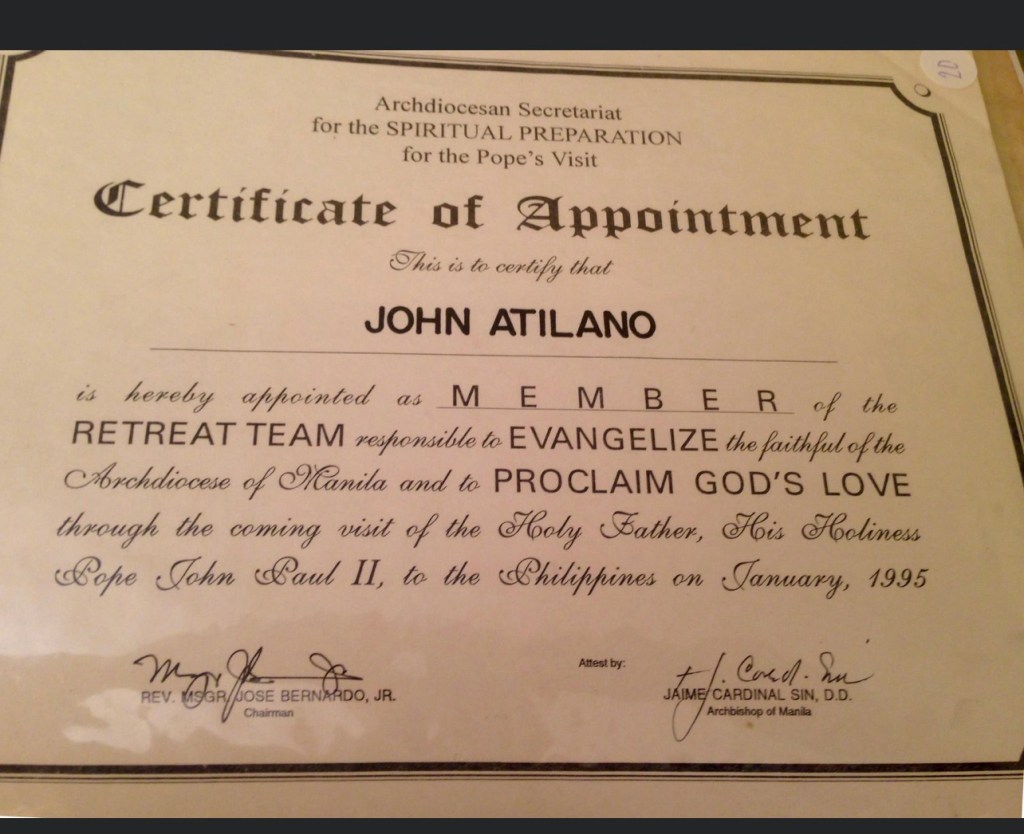 20
Archdiocesan Secretariat
for the SPIRITUAL PREPARATION
for the Pope's Visit
Certificate of Appointment
This is to certify that
JOHN ATILANO
is hereby appointed as MEMBER of the
RETREAT TEAM responsible to EVANGELIZE the faithful of the
Archdiocese of Manila and to PROCLAIM GOD'S LOVE
through the coming visit of the Holy Father, His Holiness
Pope John Paul II, to the Philippines on January, 1995
Attest by:
REV. MSGR. JOSE BERNARDO, JR.
Chairman
J. Card. Sin
JAIME CARDINAL SIN, D.D.
Archbishop of Manila